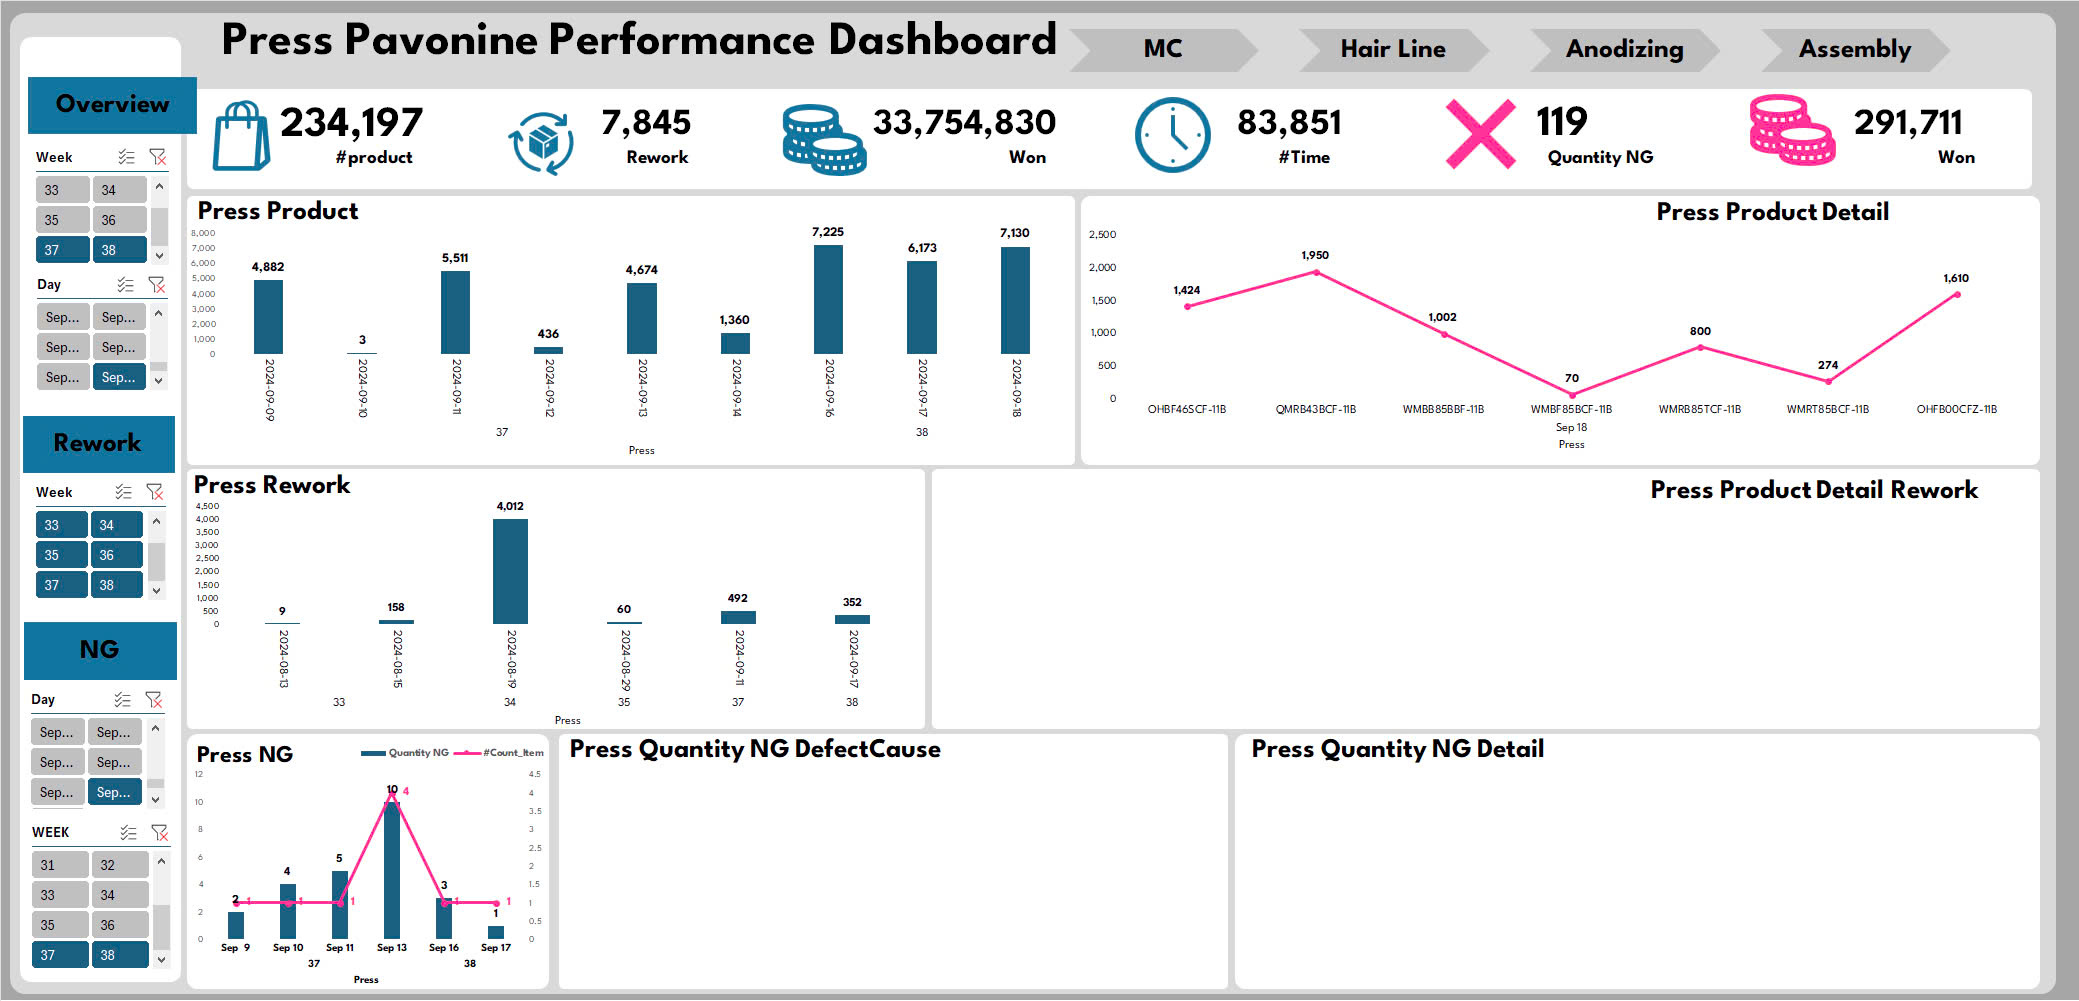 Press Pavonine Performance Dashboard
MC
Hair Line
Anodizing
Assembly
Overview
234,197
#product
7,845
Rework
33,754,830
Won
83,851
#Time
119
Quantity NG
291,711
Won
Week
33 34
35 36
37 38
Day
Sep... Sep...
Sep... Sep...
Sep... Sep...
Rework
Week
33 34
35 36
37 38
NG
Day
Sep... Sep...
Sep... Sep...
Sep... Sep...
WEEK
31 32
33 34
35 36
37 38
Press Product
8,000
7,000
6,000
5,000
4,000
3,000
2,000
1,000
0
4,882
3
5,511
436
4,674
1,360
7,225
6,173
7,130
2024-09-09
2024-09-10
2024-09-11
2024-09-12
2024-09-13
2024-09-14
2024-09-16
2024-09-17
2024-09-18
37
38
Press
Press Product Detail
2,500
2,000
1,500
1,000
500
0
1,424
1,950
1,002
70
800
274
1,610
OHBF46SCF-11B
QMRB43BCF-11B
WMBB85BBF-11B
WMBF85BCF-11B
WMRB85TCF-11B
WMRT85BCF-11B
OHFB00CFZ-11B
Sep 18
Press
Press Rework
4,500
4,000
3,500
3,000
2,500
2,000
1,500
1,000
500
0
9
158
4,012
60
492
352
2024-08-13
2024-08-15
2024-08-19
2024-08-29
2024-09-11
2024-09-17
33
34
35
37
38
Press
Press Product Detail Rework
Press NG
Quantity NG
#Count_Item
12
10
8
6
4
2
0
4.5
4
3.5
3
2.5
2
1.5
1
0.5
0
2
4
5
10
3
1
1
1
1
4
1
1
Sep 9
Sep 10
Sep 11
Sep 13
Sep 16
Sep 17
37
38
Press
Press Quantity NG DefectCause
Press Quantity NG Detail